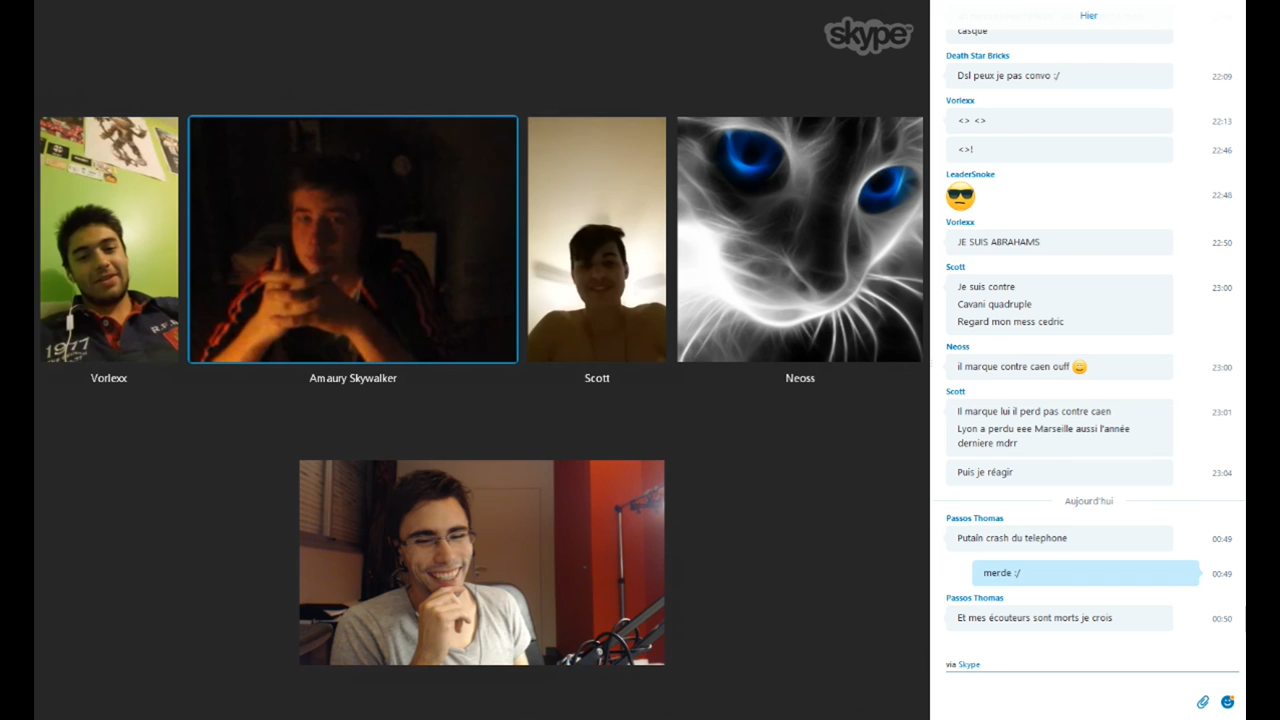 skype™
Hier
casque
Death Star Bricks
Dsl peux je pas convo :/
22:09
Vorlexx
<> <>
22:13
<>!
22:46
LeaderSnoke
22:48
Vorlexx
JE SUIS ABRAHAMS
22:50
Scott
Je suis contre
23:00
Cavani quadruple
Regard mon mess cedric
Neoss
il marque contre caen ouff
23:00
Scott
Il marque lui il perd pas contre caen
23:01
Lyon a perdu eee Marseille aussi l'année
derniere mdrr
Puis je réagir
23:04
Aujourd'hui
Passos Thomas
Putain crash du telephone
00:49
merde :/
00:49
Passos Thomas
Et mes écouteurs sont morts je crois
00:50
via Skype
Vorlexx
Amaury Skywalker
Scott
Neoss
1977